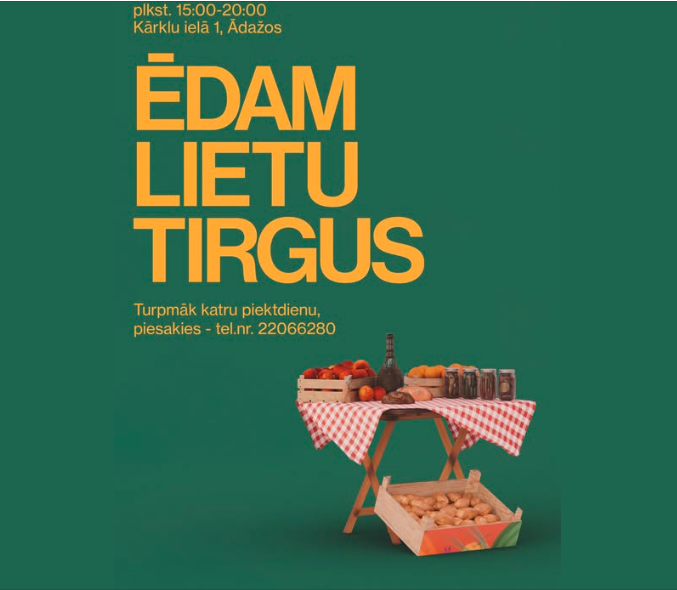 plkst. 15:00-20:00
Kārklu ielā 1, Ādažos
ĒDAM
LIETU
TIRGUS
Turpmāk katru piektdienu,
piesakies - tel.nr. 22066280